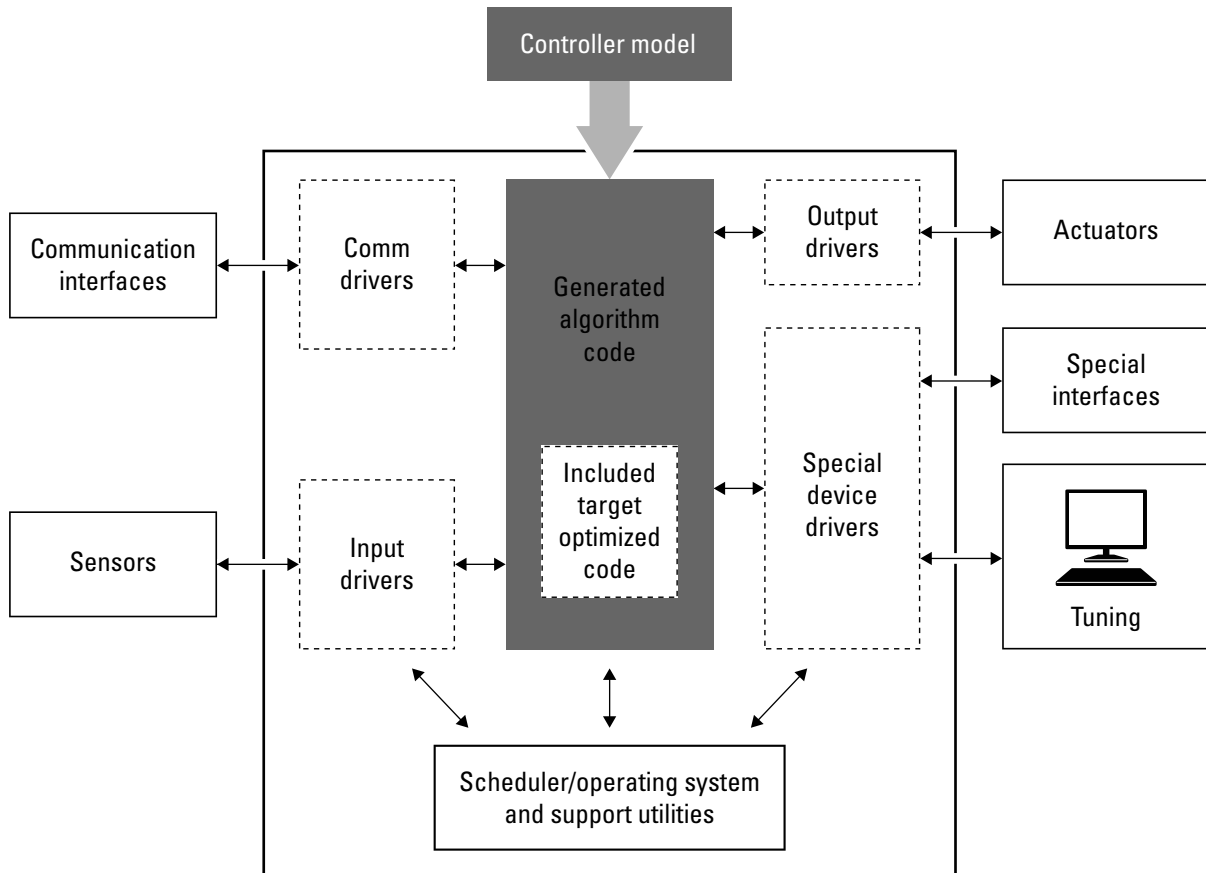 Controller model
Communication
interfaces
Comm
drivers
Generated
algorithm
code
Output
drivers
Actuators
Special
interfaces
Sensors
Input
drivers
Included
target
optimized
code
Special
device
drivers
Tuning
Scheduler/operating system
and support utilities